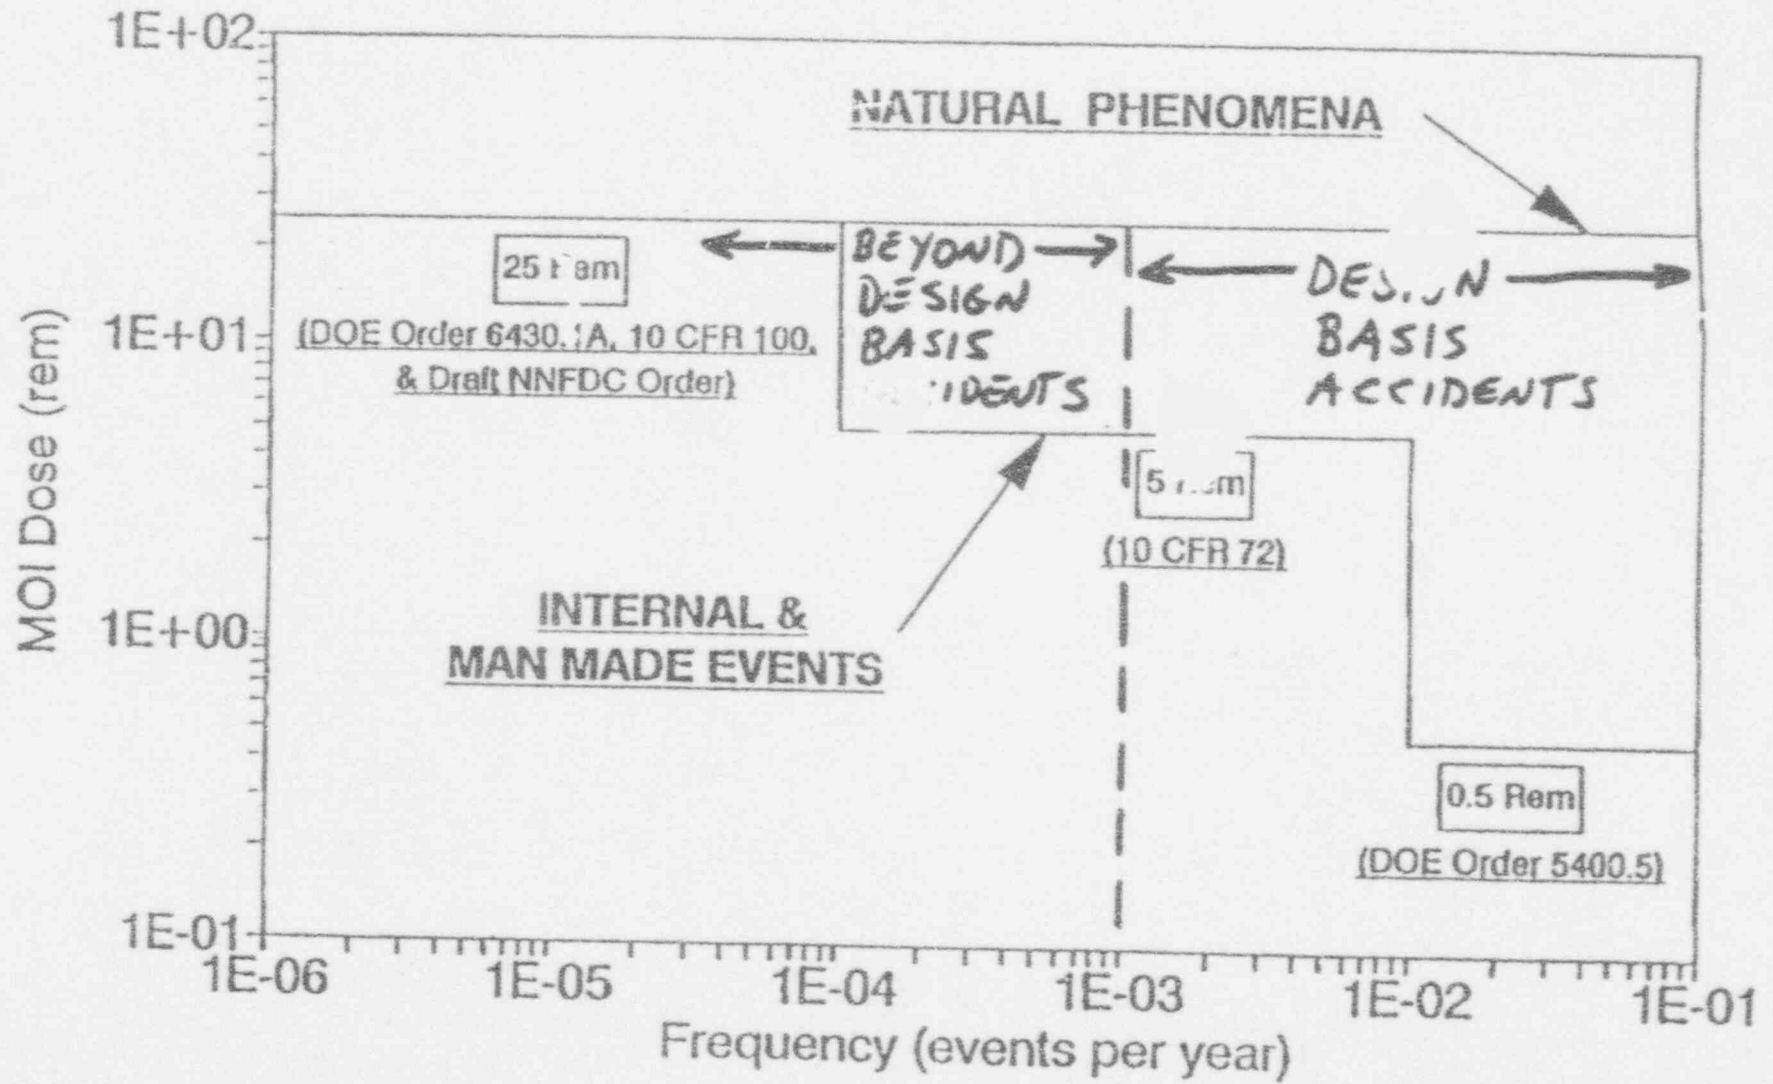 1E+02
NATURAL PHENOMENA
25
BEYOND
DESIGN
BASIS
BASIS
ACCIDENTS
1E+01
(DOE Order 6430.1A, 10 CFR 100,
& Draft NNFDC Order)
5
(10 CFR 72)
INTERNAL &
MAN MADE EVENTS
1E+00
0.5 Rem
(DOE Order 5400.5)
1E-01
1E-06 1E-05 1E-04 1E-03 1E-02 1E-01
MOI Dose (rem)
Frequency (events per year)